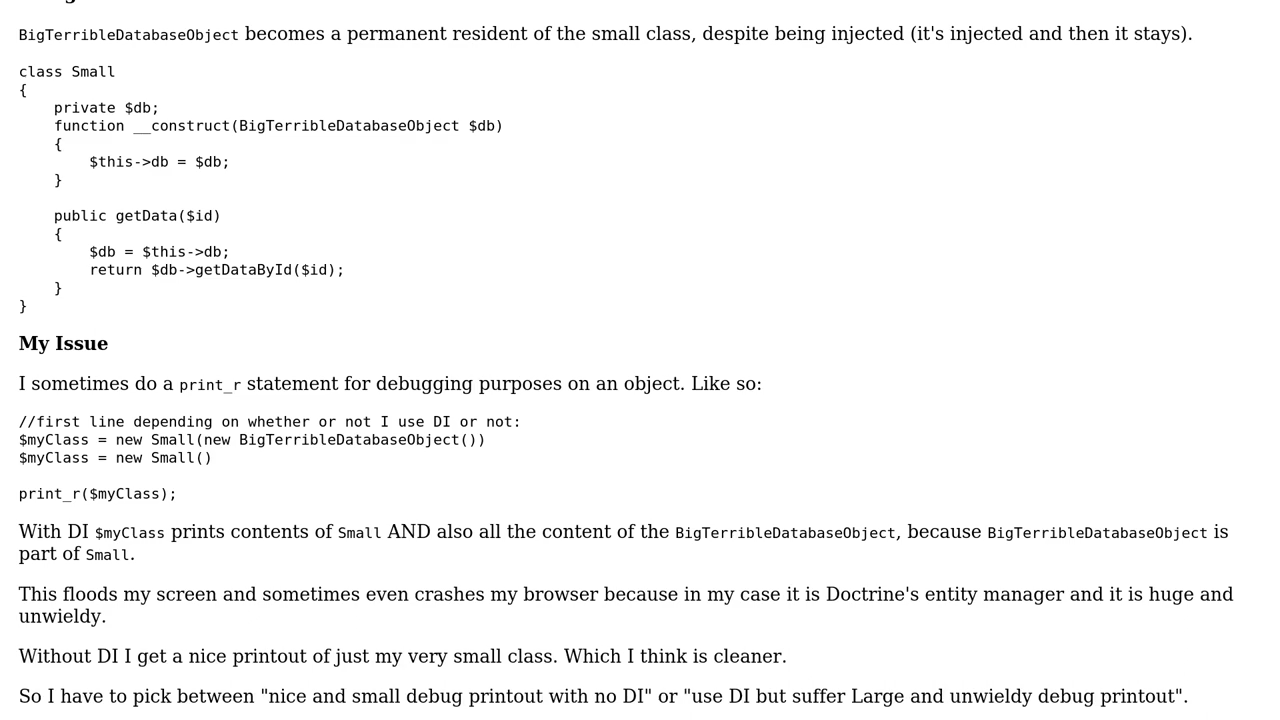 BigTerribleDatabaseObject becomes a permanent resident of the small class, despite being injected (it's injected and then it stays).
class Small
{
    private $db;
    function __construct(BigTerribleDatabaseObject $db)
    {
        $this->db = $db;
    }

    public getData($id)
    {
        $db = $this->db;
        return $db->getDataById($id);
    }
}
My Issue
I sometimes do a print_r statement for debugging purposes on an object. Like so:
//first line depending on whether or not I use DI or not:
$myClass = new Small(new BigTerribleDatabaseObject())
$myClass = new Small()

print_r($myClass);
With DI $myClass prints contents of Small AND also all the content of the BigTerribleDatabaseObject, because BigTerribleDatabaseObject is
part of Small.
This floods my screen and sometimes even crashes my browser because in my case it is Doctrine's entity manager and it is huge and
unwieldy.
Without DI I get a nice printout of just my very small class. Which I think is cleaner.
So I have to pick between "nice and small debug printout with no DI" or "use DI but suffer Large and unwieldy debug printout".